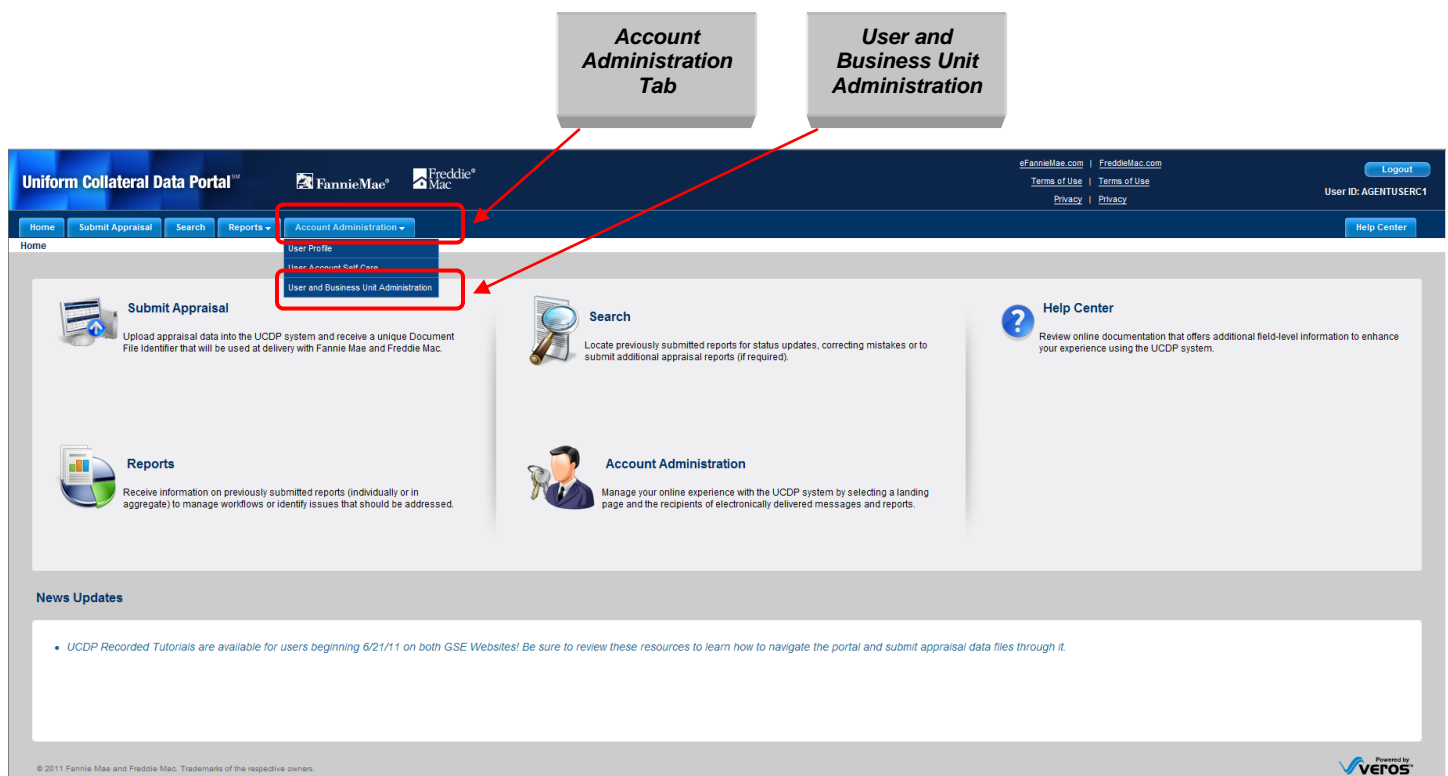 Account
Administration
Tab
User and
Business Unit
Administration
Uniform Collateral Data Portal℠
FannieMae®
Freddie®
Mac
eFannieMae.com | FreddieMac.com
Terms of Use | Terms of Use
Privacy | Privacy
Logout
User ID: AGENTUSERC1
Home
Submit Appraisal
Search
Reports
Account Administration
Help Center
Home
User Profile
User Account Self Care
User and Business Unit Administration
Submit Appraisal
Upload appraisal data into the UCDP system and receive a unique Document
File Identifier that will be used at delivery with Fannie Mae and Freddie Mac.
Search
Locate previously submitted reports for status updates, correcting mistakes or to
submit additional appraisal reports (if required).
Help Center
Review online documentation that offers additional field-level information to enhance
your experience using the UCDP system.
Reports
Receive information on previously submitted reports (individually or in
aggregate) to manage workflows or identify issues that should be addressed.
Account Administration
Manage your online experience with the UCDP system by selecting a landing
page and the recipients of electronically delivered messages and reports.
News Updates
• UCDP Recorded Tutorials are available for users beginning 6/21/11 on both GSE Websites! Be sure to review these resources to learn how to navigate the portal and submit appraisal data files through it.
© 2011 Fannie Mae and Freddie Mac. Trademarks of the respective owners.
Powered by
veros™